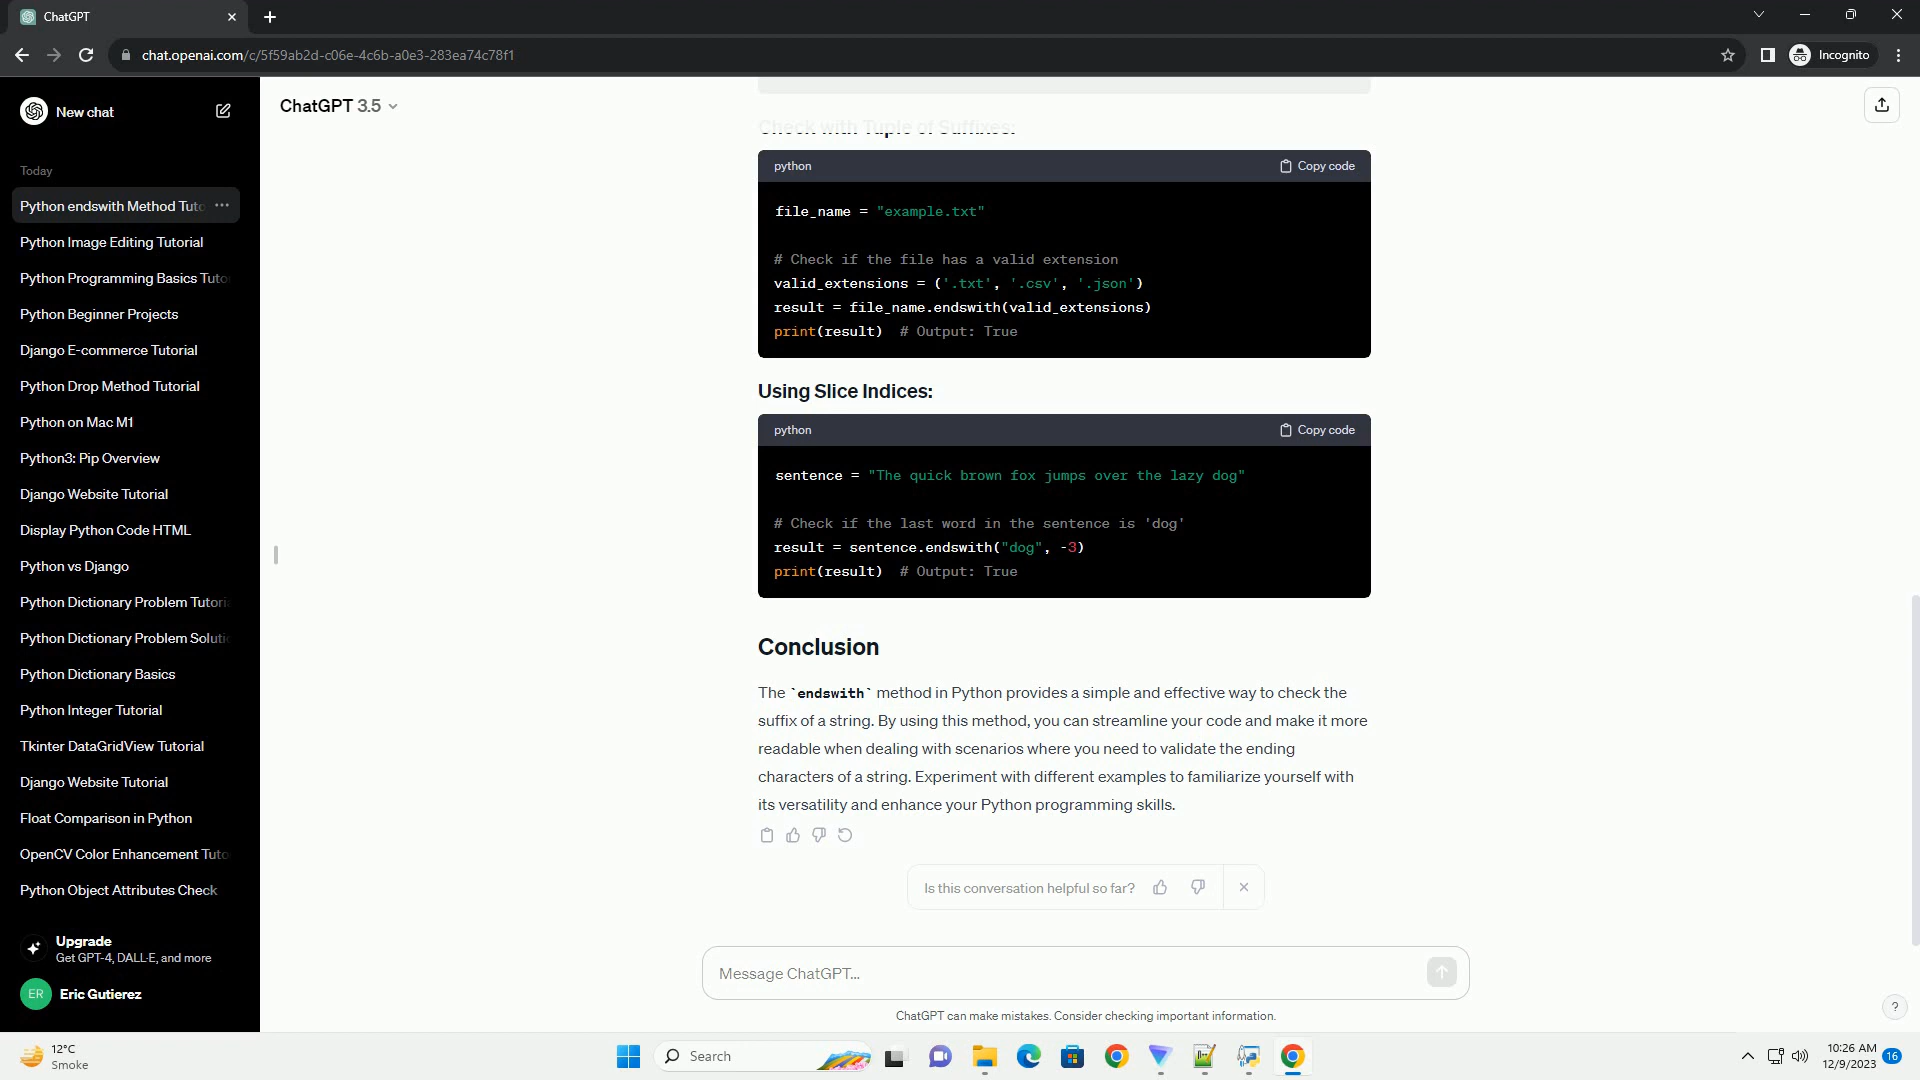 ChatGPT
chat.openai.com/c/5f59ab2d-c06e-4c6b-a0e3-283ea74c78f1
Incognito
New chat
Today
Python endswith Method Tuto
Python Image Editing Tutorial
Python Programming Basics Tuto
Python Beginner Projects
Django E-commerce Tutorial
Python Drop Method Tutorial
Python on Mac M1
Python3: Pip Overview
Django Website Tutorial
Display Python Code HTML
Python vs Django
Python Dictionary Problem Tutoria
Python Dictionary Problem Solutio
Python Dictionary Basics
Python Integer Tutorial
Tkinter DataGridView Tutorial
Django Website Tutorial
Float Comparison in Python
OpenCV Color Enhancement Tuto
Python Object Attributes Check
Upgrade
Get GPT-4, DALL·E, and more
ER
Eric Gutierez
ChatGPT 3.5
Check with Tuple of Suffixes:
python
Copy code
file_name = "example.txt"
# Check if the file has a valid extension
valid_extensions = ('.txt', '.csv', '.json')
result = file_name.endswith(valid_extensions)
print(result)  # Output: True
Using Slice Indices:
python
Copy code
sentence = "The quick brown fox jumps over the lazy dog"
# Check if the last word in the sentence is 'dog'
result = sentence.endswith("dog", -3)
print(result)  # Output: True
Conclusion
The `endswith` method in Python provides a simple and effective way to check the
suffix of a string. By using this method, you can streamline your code and make it more
readable when dealing with scenarios where you need to validate the ending
characters of a string. Experiment with different examples to familiarize yourself with
its versatility and enhance your Python programming skills.
Is this conversation helpful so far?
Message ChatGPT...
ChatGPT can make mistakes. Consider checking important information.
?
12°C
Smoke
Search
10:26 AM
12/9/2023
16